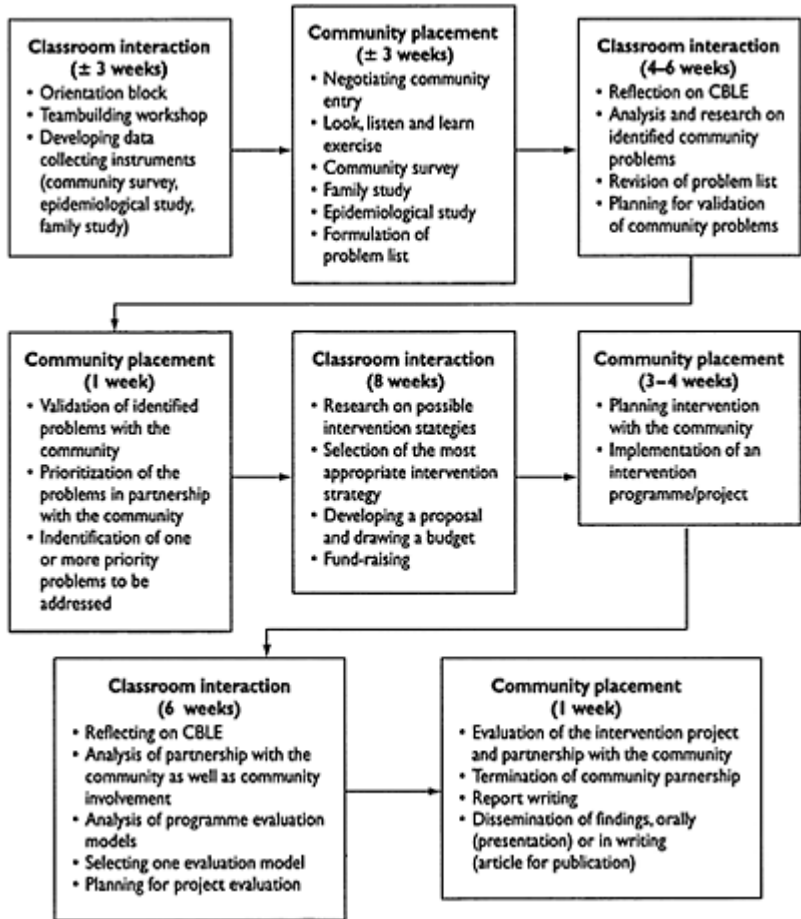 Classroom interaction
(± 3 weeks)
• Orientation block
• Teambuilding workshop
• Developing data
collecting instruments
(community survey,
epidemiological study,
family study)
Community placement
(± 3 weeks)
• Negotiating community
entry
• Look, listen and learn
exercise
• Community survey
• Family study
• Epidemiological study
• Formulation of
problem list
Classroom interaction
(4–6 weeks)
• Reflection on CBLE
• Analysis and research on
identified community
problems
• Revision of problem list
• Planning for validation
of community problems
Community placement
(1 week)
• Validation of identified
problems with the
community
• Prioritization of the
problems in partnership
with the community
• Indentification of one
or more priority
problems to be
addressed
Classroom interaction
(8 weeks)
• Research on possible
intervention stategies
• Selection of the most
appropriate intervention
strategy
• Developing a proposal
and drawing a budget
• Fund-raising
Community placement
(3–4 weeks)
• Planning intervention
with the community
• Implementation of an
intervention
programme/project
Classroom interaction
(6 weeks)
• Reflecting on CBLE
• Analysis of partnership with the
community as well as community
involvement
• Analysis of programme evaluation
models
• Selecting one evaluation model
• Planning for project evaluation
Community placement
(1 week)
• Evaluation of the intervention project
and partnership with the community
• Termination of community parnership
• Report writing
• Dissemination of findings, orally
(presentation) or in writing
(article for publication)